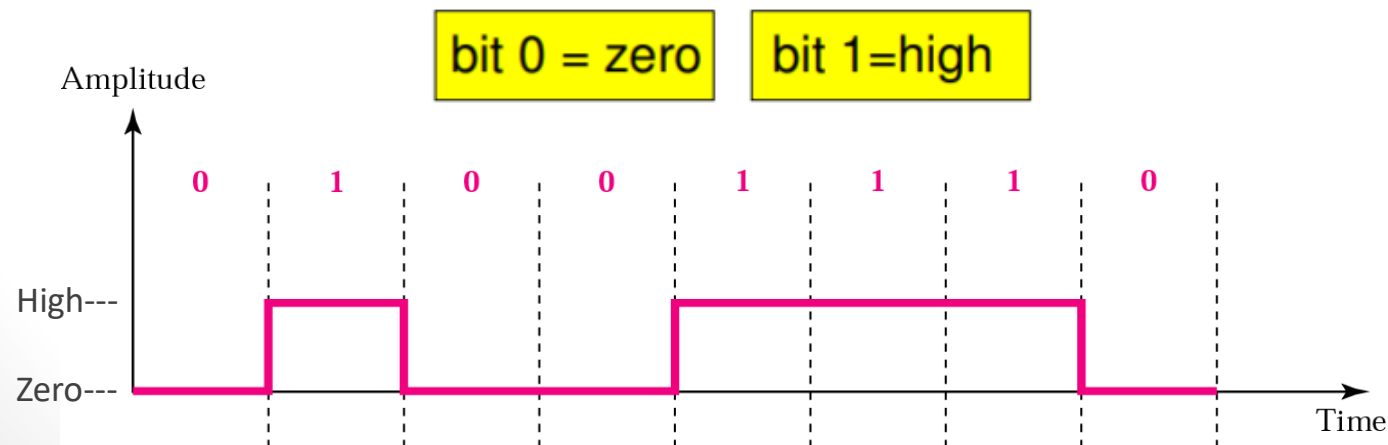 bit 0 = zero
bit 1=high
Amplitude
0 1 0 0 1 1 1 0
High---
Zero---
Time